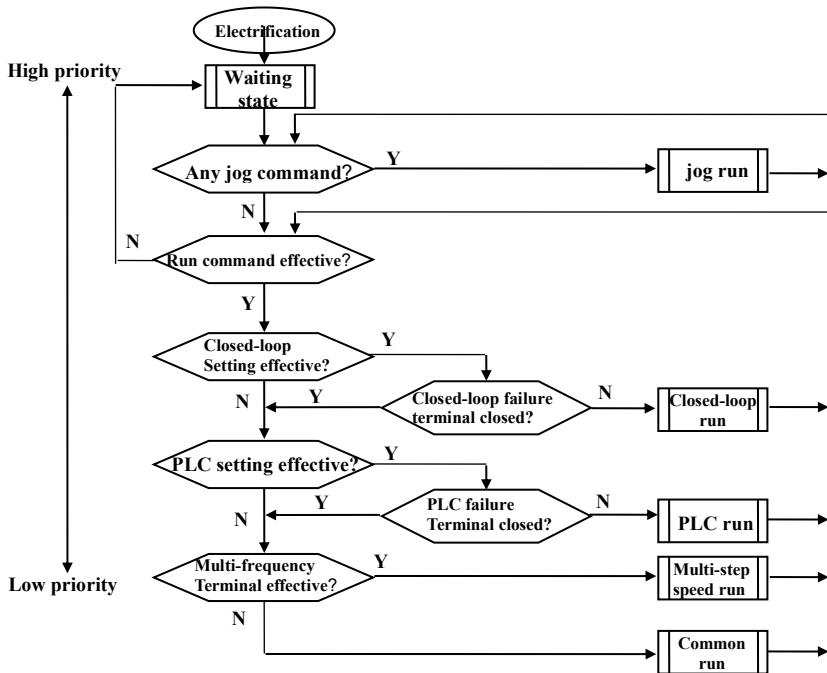 Electrification
High priority
Waiting
state
Any jog command?
Y
jog run
N
N
Run command effective?
Y
Closed-loop
Setting effective?
Y
N
Y
Closed-loop failure
terminal closed?
N
Closed-loop
run
PLC setting effective?
Y
N
Y
PLC failure
Terminal closed?
N
PLC run
Low priority
Multi-frequency
Terminal effective?
Y
Multi-step
speed run
N
Common
run